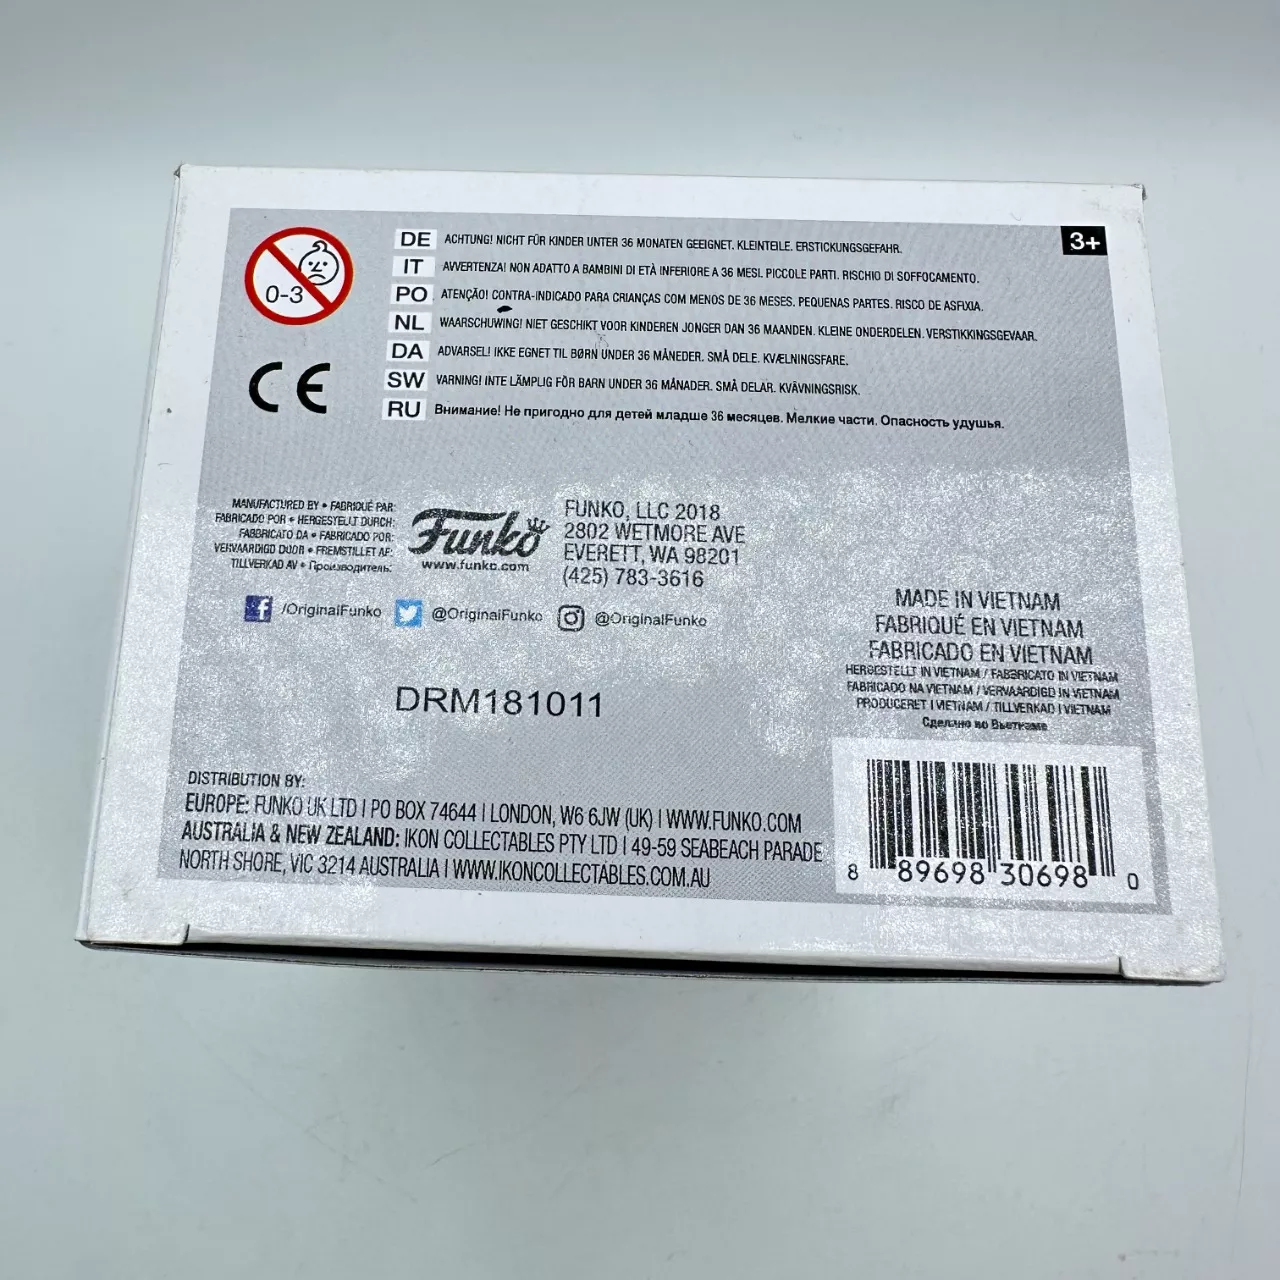 0-3
CE
3+
DE ACHTUNG! NICHT FÜR KINDER UNTER 36 MONATEN GEEIGNET. KLEINTEILE. ERSTICKUNGSGEFAHR.
IT AVVERTENZA! NON ADATTO A BAMBINI DI ETÀ INFERIORE A 36 MESI. PICCOLE PARTI. RISCHIO DI SOFFOCAMENTO.
PO ATENÇÃO! CONTRA-INDICADO PARA CRIANÇAS COM MENOS DE 36 MESES. PEQUENAS PARTES. RISCO DE ASFIXIA.
NL WAARSCHUWING! NIET GESCHIKT VOOR KINDEREN JONGER DAN 36 MAANDEN. KLEINE ONDERDELEN. VERSTIKKINGSGEVAAR.
DA ADVARSEL! IKKE EGNET TIL BØRN UNDER 36 MÅNEDER. SMÅ DELE. KVÆLNINGSFARE.
SW VARNING! INTE LÄMPLIG FÖR BARN UNDER 36 MÅNADER. SMÅ DELAR. KVÄVNINGSRISK.
RU Внимание! Не пригодно для детей младше 36 месяцев. Мелкие части. Опасность удушья.
MANUFACTURED BY • FABRIQUÉ PAR:
FABRICADO POR • HERGESTELLT DURCH:
FABBRICATO DA • FABRICADO POR:
VERVAARDIGD DOOR • FREMSTILLET AF:
TILLVERKAD AV • Производитель:
Funko
www.funko.com
FUNKO, LLC 2018
2802 WETMORE AVE
EVERETT, WA 98201
(425) 783-3616
/OriginalFunko @OriginalFunko @OriginalFunko
DRM181011
MADE IN VIETNAM
FABRIQUÉ EN VIETNAM
FABRICADO EN VIETNAM
HERGESTELLT IN VIETNAM / FABBRICATO IN VIETNAM
FABRICADO NA VIETNAM / VERVAARDIGD IN VIETNAM
PRODUCERET I VIETNAM / TILLVERKAD I VIETNAM
Сделано во Вьетнаме
DISTRIBUTION BY:
EUROPE: FUNKO UK LTD | PO BOX 74644 | LONDON, W6 6JW (UK) | WWW.FUNKO.COM
AUSTRALIA & NEW ZEALAND: IKON COLLECTABLES PTY LTD | 49-59 SEABEACH PARADE
NORTH SHORE, VIC 3214 AUSTRALIA | WWW.IKONCOLLECTABLES.COM.AU
8 89698 30698 0